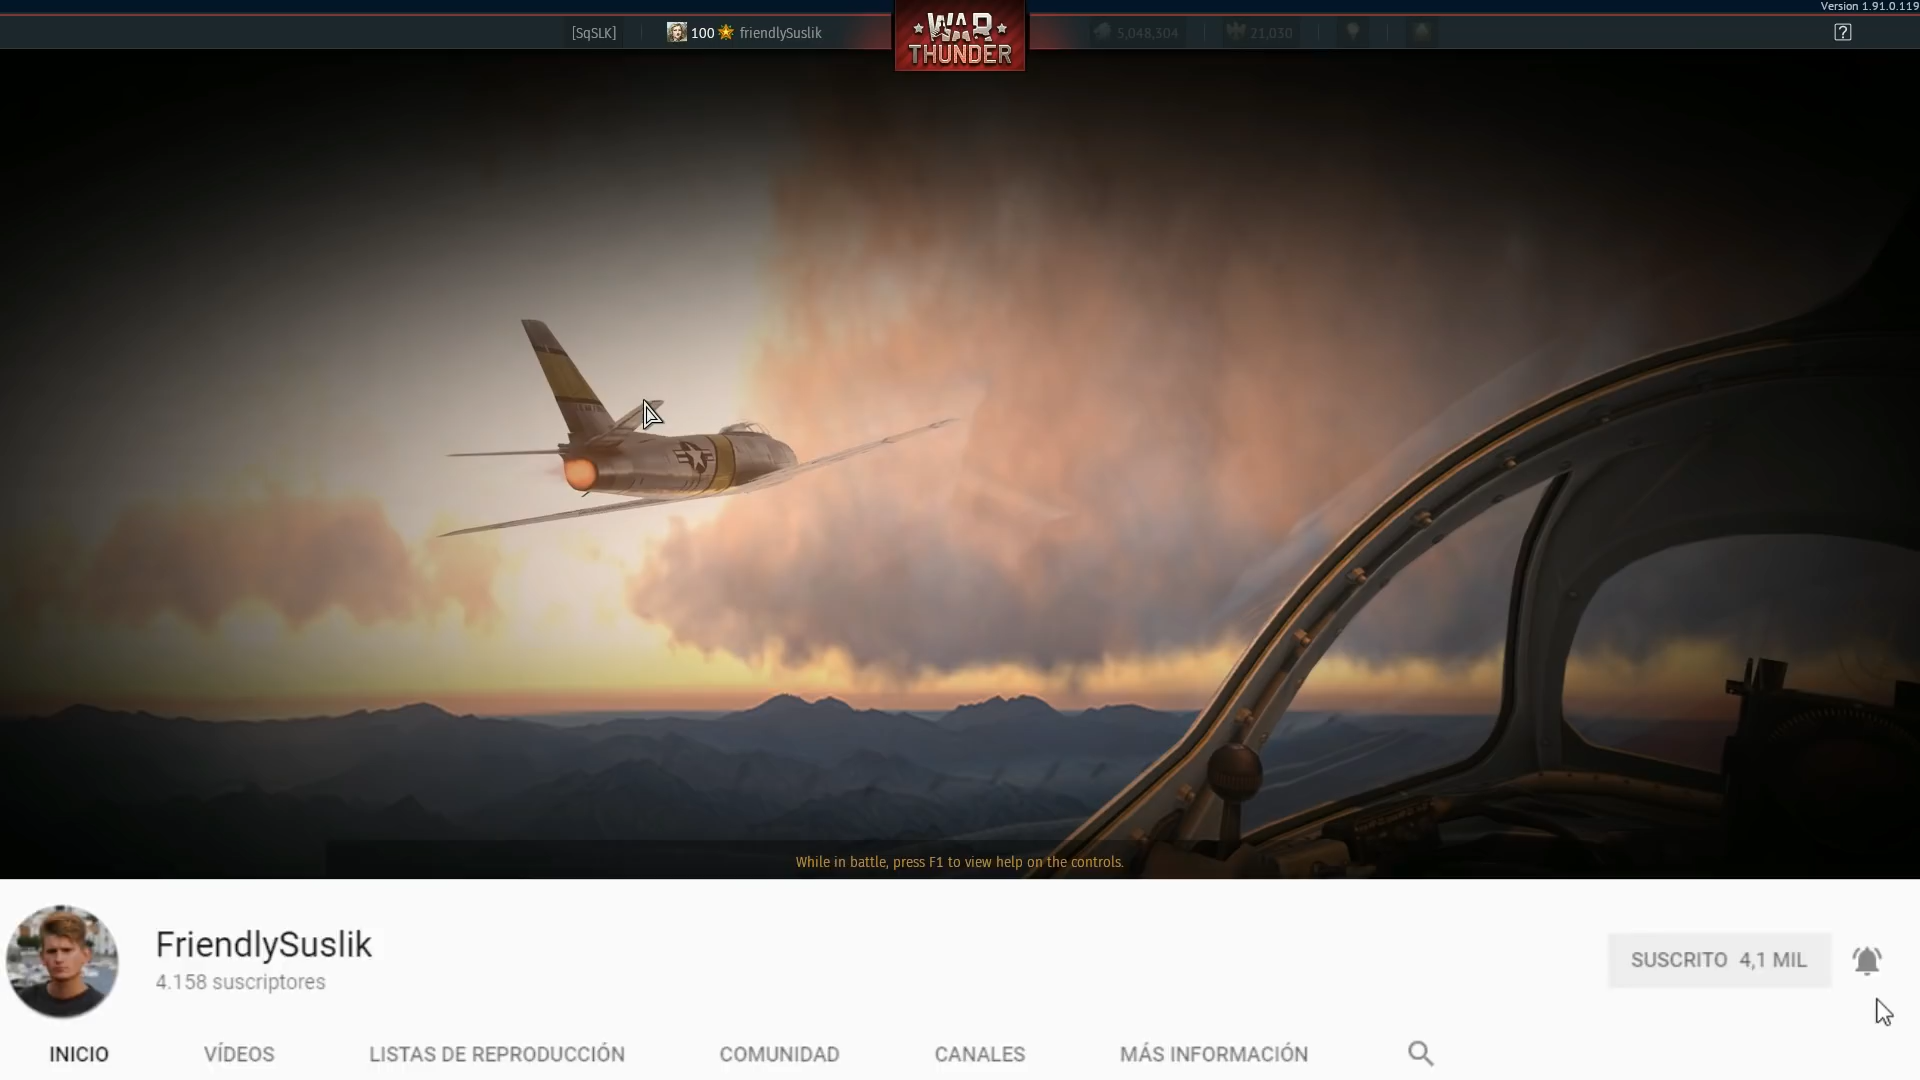 Version 1.91.0.119
[SqSLK] 100 friendlySuslik
WAR THUNDER
5,048,304 21,030
?
While in battle, press F1 to view help on the controls.
FriendlySuslik
4.158 suscriptores
SUSCRITO 4,1 MIL
INICIO VÍDEOS LISTAS DE REPRODUCCIÓN COMUNIDAD CANALES MÁS INFORMACIÓN